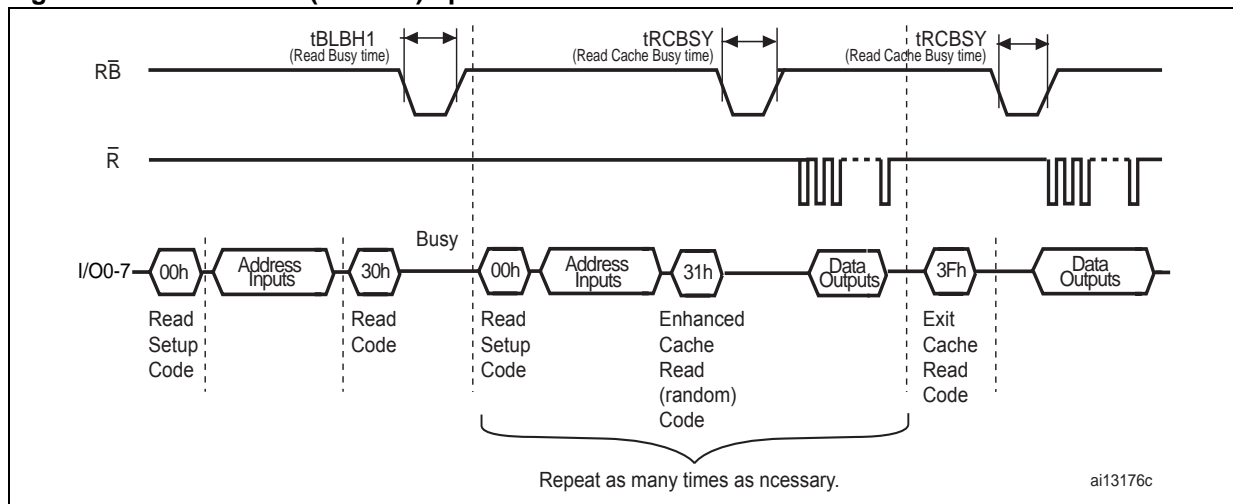 tBLBH1
(Read Busy time)
tRCBSY
(Read Cache Busy time)
tRCBSY
(Read Cache Busy time)
RB̅
R̅
Busy
I/O0-7
00h
Address
Inputs
30h
00h
Address
Inputs
31h
Data
Outputs
3Fh
Data
Outputs
Read
Setup
Code
Read
Code
Read
Setup
Code
Enhanced
Cache
Read
(random)
Code
Exit
Cache
Read
Code
Repeat as many times as ncessary.
ai13176c